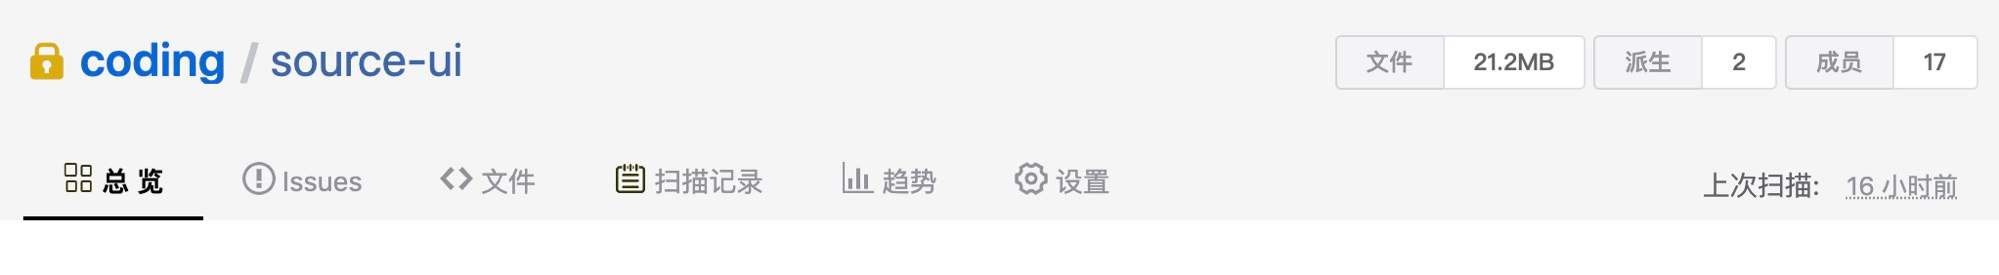 coding / source-ui 文件 21.2MB 派生 2 成员 17
总 览 Issues 文件 扫描记录 趋势 设置 上次扫描: 16 小时前